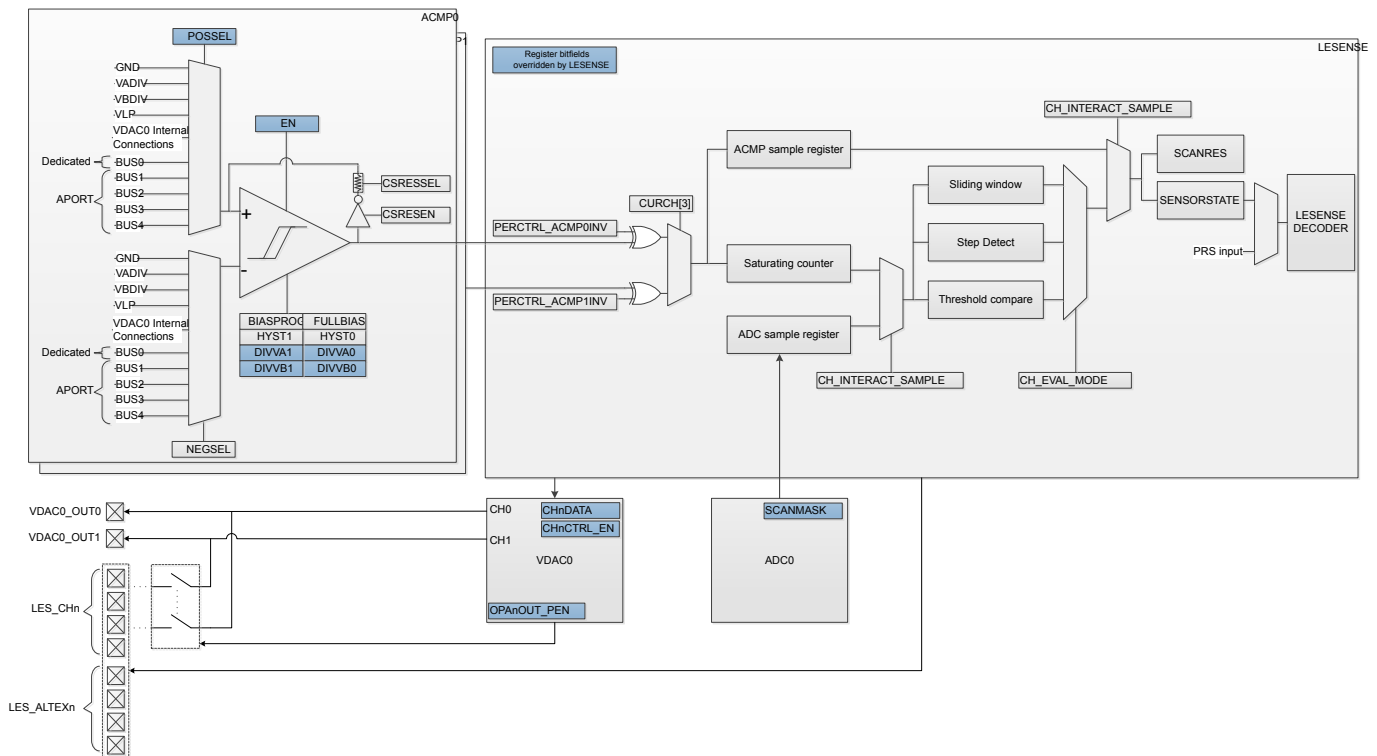 ACMP0
P1
POSSEL
GND
VADIV
VBDIV
VLP
VDAC0 Internal
Connections
Dedicated
BUS0
BUS1
APORT
BUS2
BUS3
BUS4
EN
CSRESSEL
CSRESEN
+
-
GND
VADIV
VBDIV
VLP
VDAC0 Internal
Connections
Dedicated
BUS0
BUS1
APORT
BUS2
BUS3
BUS4
NEGSEL
BIASPROG FULLBIAS
HYST1 HYST0
DIVVA1 DIVVA0
DIVVB1 DIVVB0
LESENSE
Register bitfields
overridden by LESENSE
PERCTRL_ACMP0INV
PERCTRL_ACMP1INV
CURCH[3]
ACMP sample register
Saturating counter
ADC sample register
CH_INTERACT_SAMPLE
Sliding window
Step Detect
Threshold compare
CH_EVAL_MODE
CH_INTERACT_SAMPLE
SCANRES
SENSORSTATE
PRS input
LESENSE
DECODER
VDAC0_OUT0
VDAC0_OUT1
LES_CHn
LES_ALTEXn
CH0
CH1
CHnDATA
CHnCTRL_EN
VDAC0
OPAnOUT_PEN
SCANMASK
ADC0